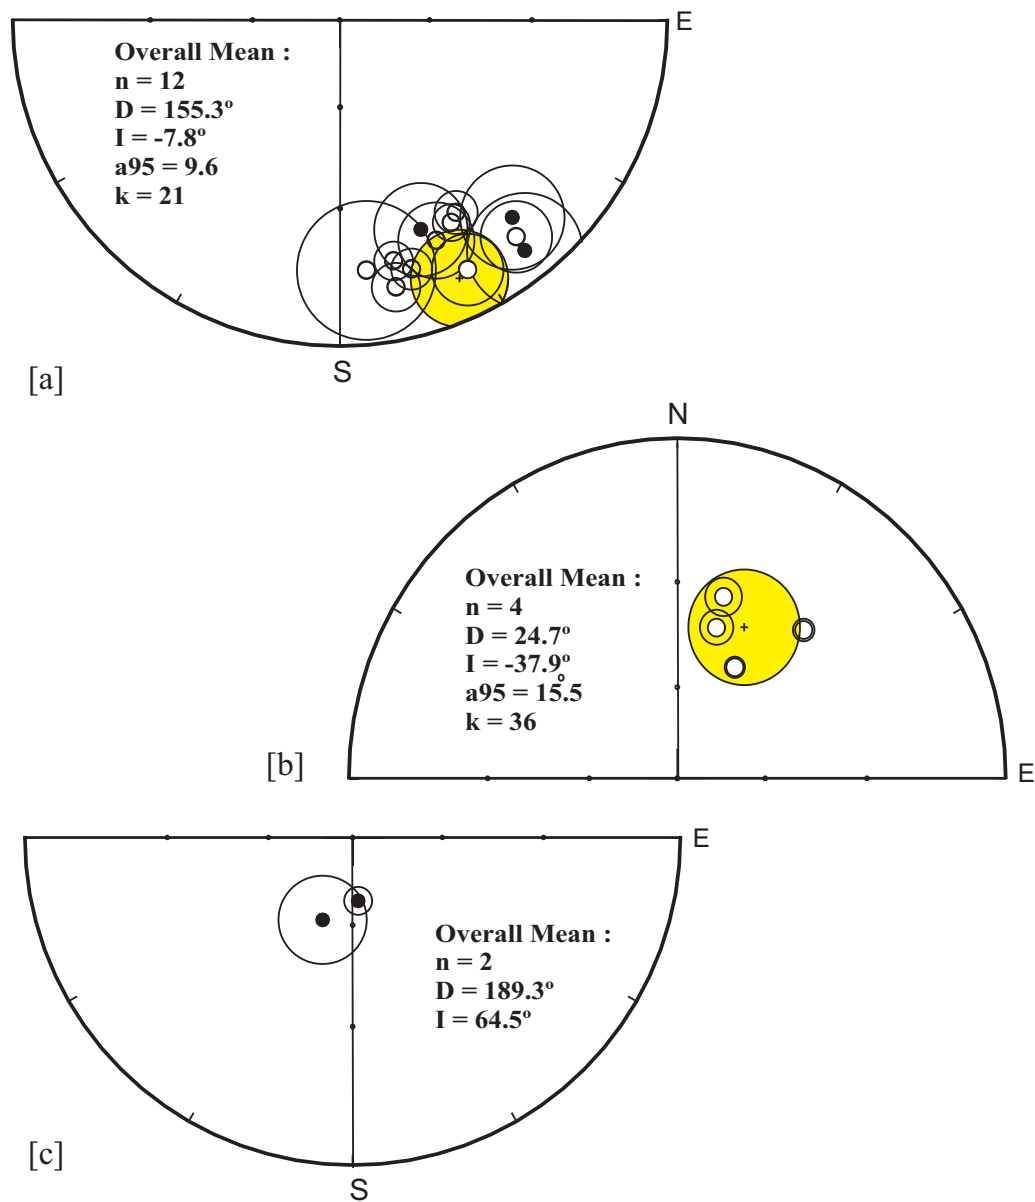 E
Overall Mean :
n = 12
D = 155.3º
I = -7.8º
a95 = 9.6
k = 21
S
[a]
N
Overall Mean :
n = 4
D = 24.7º
I = -37.9º
a95 = 15.5º
k = 36
[b]
E
E
Overall Mean :
n = 2
D = 189.3º
I = 64.5º
[c]
S